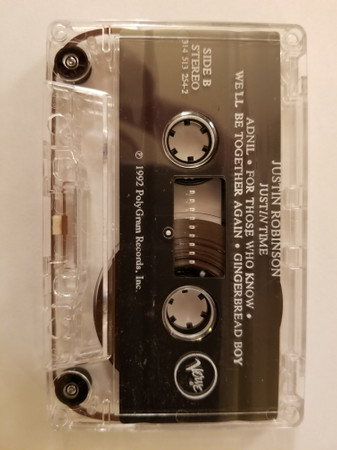 JUSTIN ROBINSON
JUSTIN TIME
ADNIL • FOR THOSE WHO KNOW •
WE'LL BE TOGETHER AGAIN • GINGERBREAD BOY
SIDE B
STEREO
314 513 254-2
℗ 1992 PolyGram Records, Inc.
Verve